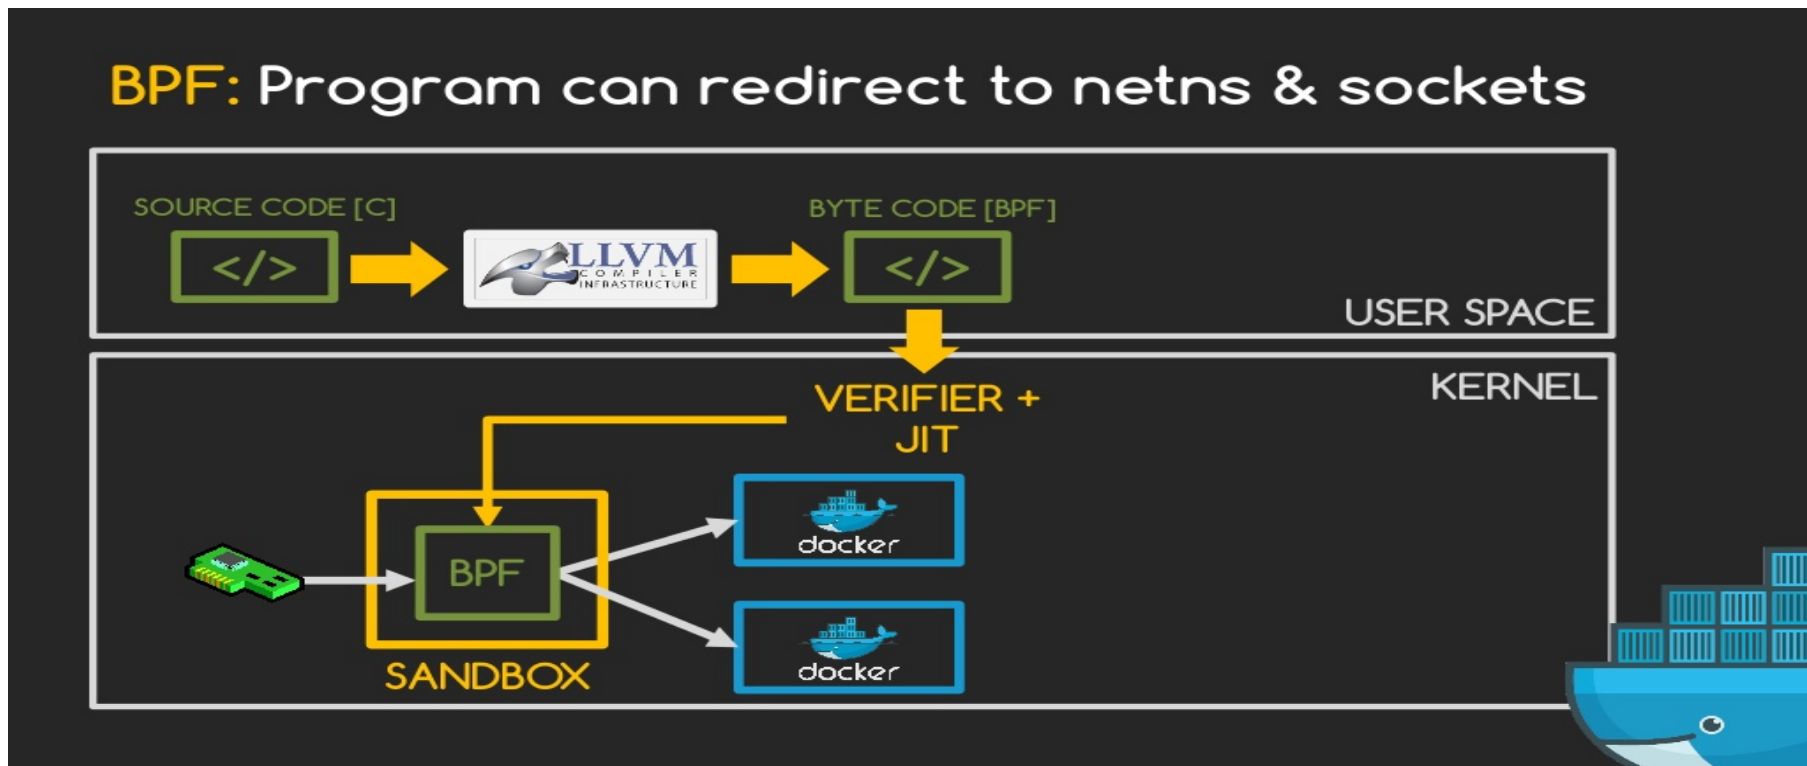 BPF: Program can redirect to netns & sockets
SOURCE CODE [C]
BYTE CODE [BPF]
</>
LLVM
COMPILER
INFRASTRUCTURE
</>
USER SPACE
KERNEL
VERIFIER +
JIT
BPF
docker
docker
SANDBOX